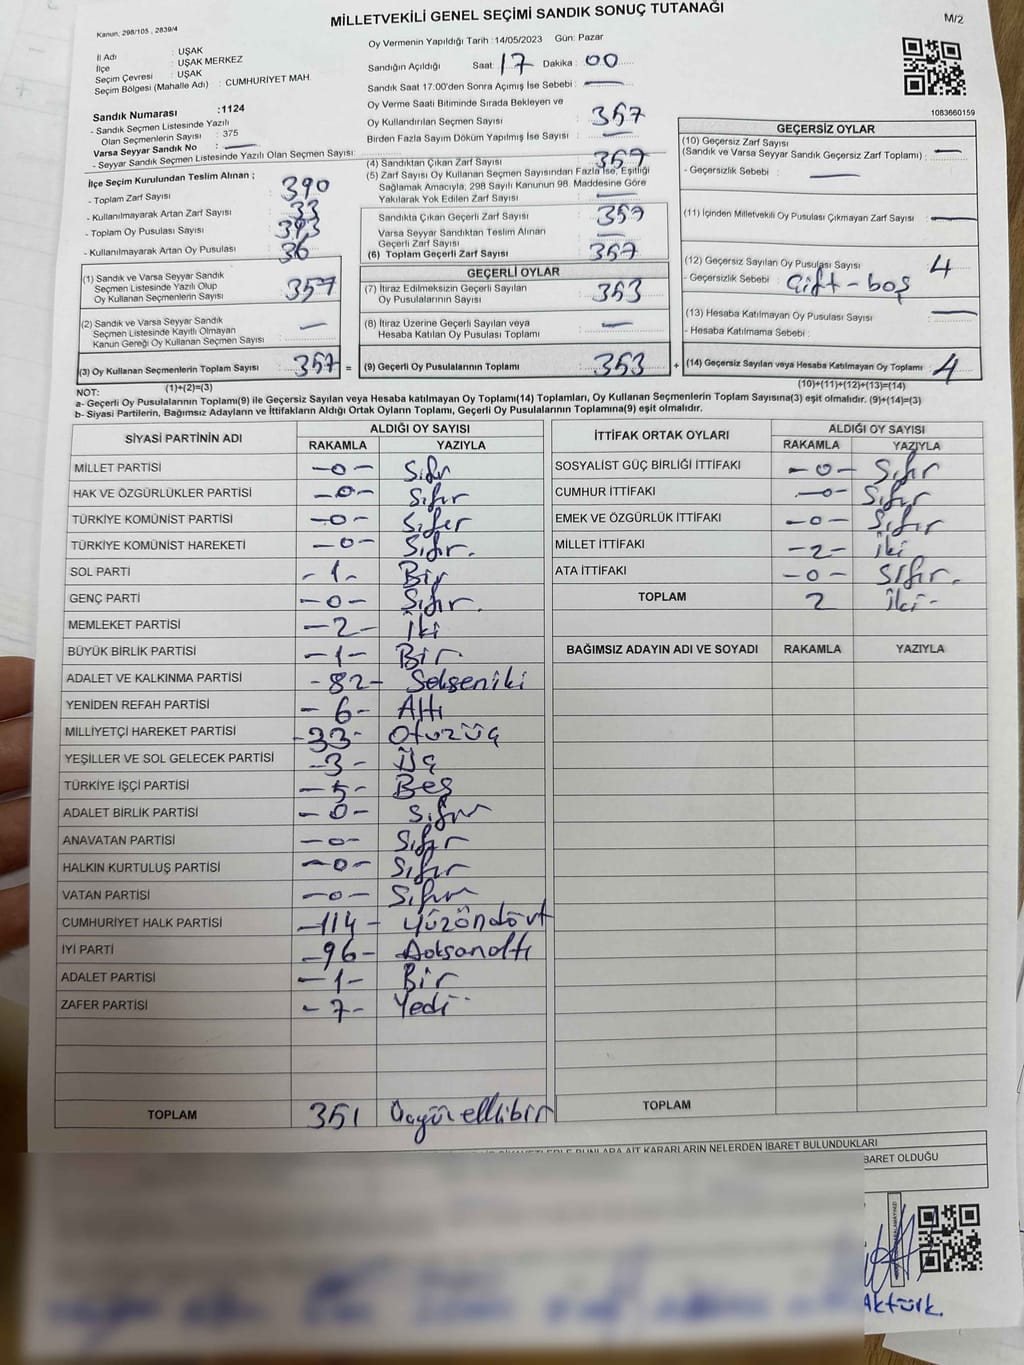 MİLLETVEKİLİ GENEL SEÇİMİ SANDIK SONUÇ TUTANAĞI
M/2
Kanun, 298/105 , 2839/4
İl Adı : UŞAK
İlçe : UŞAK MERKEZ
Seçim Çevresi : UŞAK
Seçim Bölgesi (Mahalle Adı) : CUMHURİYET MAH.
Sandık Numarası :1124
- Sandık Seçmen Listesinde Yazılı
Olan Seçmenlerin Sayısı : 375
Varsa Seyyar Sandık No : —
- Seyyar Sandık Seçmen Listesinde Yazılı Olan Seçmen Sayısı:
Oy Vermenin Yapıldığı Tarih :14/05/2023 Gün: Pazar
Sandığın Açıldığı Saat: 17 Dakika : 00
Sandık Saat 17:00'den Sonra Açımış İse Sebebi : —
Oy Verme Saati Bitiminde Sırada Bekleyen ve
Oy Kullandırılan Seçmen Sayısı : 357
Birden Fazla Sayım Döküm Yapılmış İse Sayısı : —
1083660159
İlçe Seçim Kurulundan Teslim Alınan ;
- Toplam Zarf Sayısı : 390
- Kullanılmayarak Artan Zarf Sayısı : 33
- Toplam Oy Pusulası Sayısı : 393
- Kullanılmayarak Artan Oy Pusulası : 36
(4) Sandıktan Çıkan Zarf Sayısı : 357
(5) Zarf Sayısı Oy Kullanan Seçmen Sayısından Fazla İse, Eşitliği
Sağlamak Amacıyla, 298 Sayılı Kanunun 98. Maddesine Göre
Yakılarak Yok Edilen Zarf Sayısı : —
Sandıkta Çıkan Geçerli Zarf Sayısı : 357
Varsa Seyyar Sandıktan Teslim Alınan
Geçerli Zarf Sayısı : —
(6) Toplam Geçerli Zarf Sayısı : 357
GEÇERSİZ OYLAR
(10) Geçersiz Zarf Sayısı
(Sandık ve Varsa Seyyar Sandık Geçersiz Zarf Toplamı) : —
- Geçersizlik Sebebi : —
(11) İçinden Milletvekili Oy Pusulası Çıkmayan Zarf Sayısı : —
(12) Geçersiz Sayılan Oy Pusulası Sayısı : 4
- Geçersizlik Sebebi : Çift - boş
(13) Hesaba Katılmayan Oy Sayısı : —
- Hesaba Katılmama Sebebi :
(1) Sandık ve Varsa Seyyar Sandık
Seçmen Listesinde Yazılı Olup
Oy Kullanan Seçmenlerin Sayısı : 357
(2) Sandık ve Varsa Seyyar Sandık
Seçmen Listesinde Kayıtlı Olmayan
Kanun Gereği Oy Kullanan Seçmen Sayısı : —
GEÇERLİ OYLAR
(7) İtiraz Edilmeksizin Geçerli Sayılan
Oy Pusulalarının Sayısı : 353
(8) İtiraz Üzerine Geçerli Sayılan veya
Hesaba Katılan Oy Pusulası Toplamı : —
(3) Oy Kullanan Seçmenlerin Toplam Sayısı : 357 = (9) Geçerli Oy Pusulalarının Toplamı : 353 + (14) Geçersiz Sayılan veya Hesaba Katılmayan Oy Toplamı : 4
NOT: (1)+(2)=(3) (10)+(11)+(12)+(13)=(14)
a- Geçerli Oy Pusulalarının Toplamı(9) ile Geçersiz Sayılan veya Hesaba katılmayan Oy Toplamı(14) Toplamları, Oy Kullanan Seçmenlerin Toplam Sayısına(3) eşit olmalıdır. (9)+(14)=(3)
b- Siyasi Partilerin, Bağımsız Adayların ve İttifakların Aldığı Ortak Oyların Toplamı, Geçerli Oy Pusulalarının Toplamına(9) eşit olmalıdır.
SİYASİ PARTİNİN ADI ALDIĞI OY SAYISI
RAKAMLA YAZIYLA
MİLLET PARTİSİ -0- Sıfır
HAK VE ÖZGÜRLÜKLER PARTİSİ -0- Sıfır
TÜRKİYE KOMÜNİST PARTİSİ -0- Sıfır
TÜRKİYE KOMÜNİST HAREKETİ -0- Sıfır.
SOL PARTİ -1- Bir
GENÇ PARTİ -0- Sıfır.
MEMLEKET PARTİSİ -2- İki
BÜYÜK BİRLİK PARTİSİ -1- Bir
ADALET VE KALKINMA PARTİSİ -82- Sekseniki
YENİDEN REFAH PARTİSİ -6- Altı
MİLLİYETÇİ HAREKET PARTİSİ -33- Otuzüç
YEŞİLLER VE SOL GELECEK PARTİSİ -3- Üç
TÜRKİYE İŞÇİ PARTİSİ -5- Beş
ADALET BİRLİK PARTİSİ -0- Sıfır
ANAVATAN PARTİSİ -0- Sıfır
HALKIN KURTULUŞ PARTİSİ -0- Sıfır
VATAN PARTİSİ -0- Sıfır
CUMHURİYET HALK PARTİSİ -114- Yüzöndört
İYİ PARTİ -96- Doksanaltı
ADALET PARTİSİ -1- Bir
ZAFER PARTİSİ -7- Yedi
TOPLAM 351 Üçyüz ellibir
İTTİFAK ORTAK OYLARI ALDIĞI OY SAYISI
RAKAMLA YAZIYLA
SOSYALİST GÜÇ BİRLİĞİ İTTİFAKI -0- Sıfır
CUMHUR İTTİFAKI -0- Sıfır
EMEK VE ÖZGÜRLÜK İTTİFAKI -0- Sıfır
MİLLET İTTİFAKI -2- İki
ATA İTTİFAKI -0- Sıfır.
TOPLAM 2 İki-
BAĞIMSIZ ADAYIN ADI VE SOYADI RAKAMLA YAZIYLA
TOPLAM
BUNLARA AİT KARARLARIN NELERDEN İBARET BULUNDUKLARI
İBARET OLDUĞU
Aktürk.